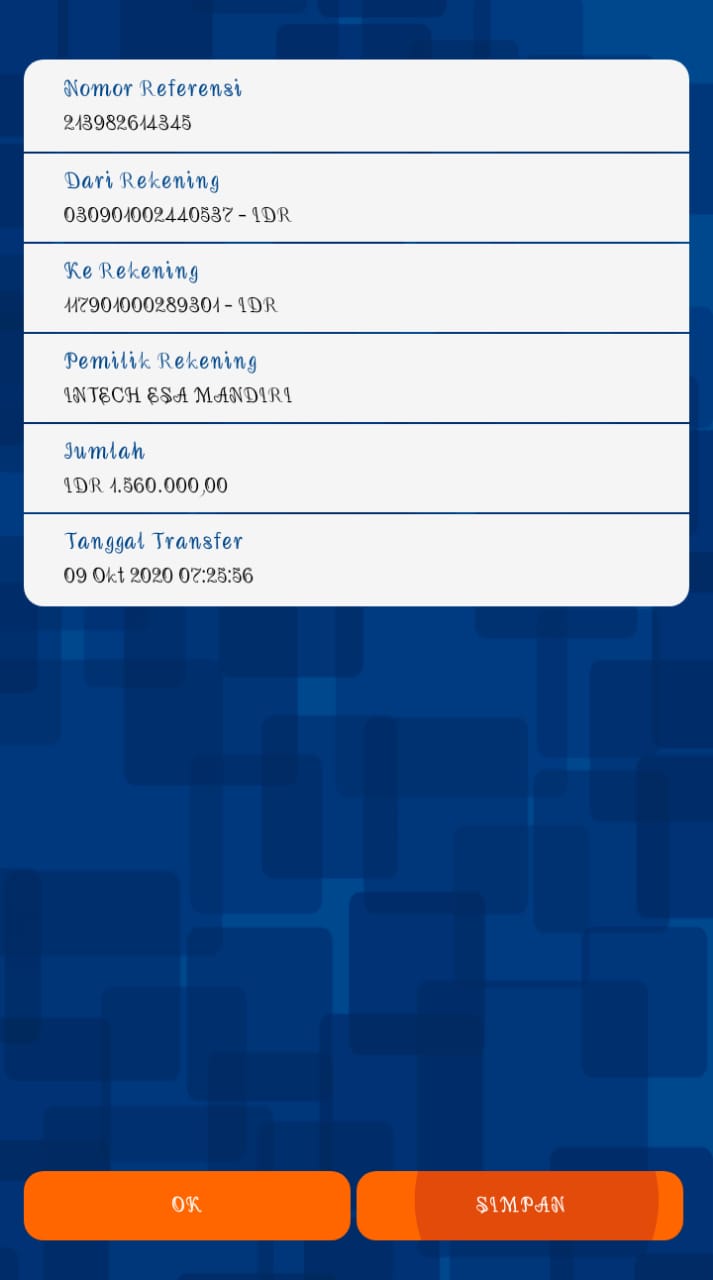 Nomor Referensi
213982614345
Dari Rekening
030901002440537 - IDR
Ke Rekening
117901000289301 - IDR
Pemilik Rekening
INTECH ESA MANDIRI
Jumlah
IDR 1.560.000,00
Tanggal Transfer
09 Okt 2020 07:25:56
OK
SIMPAN